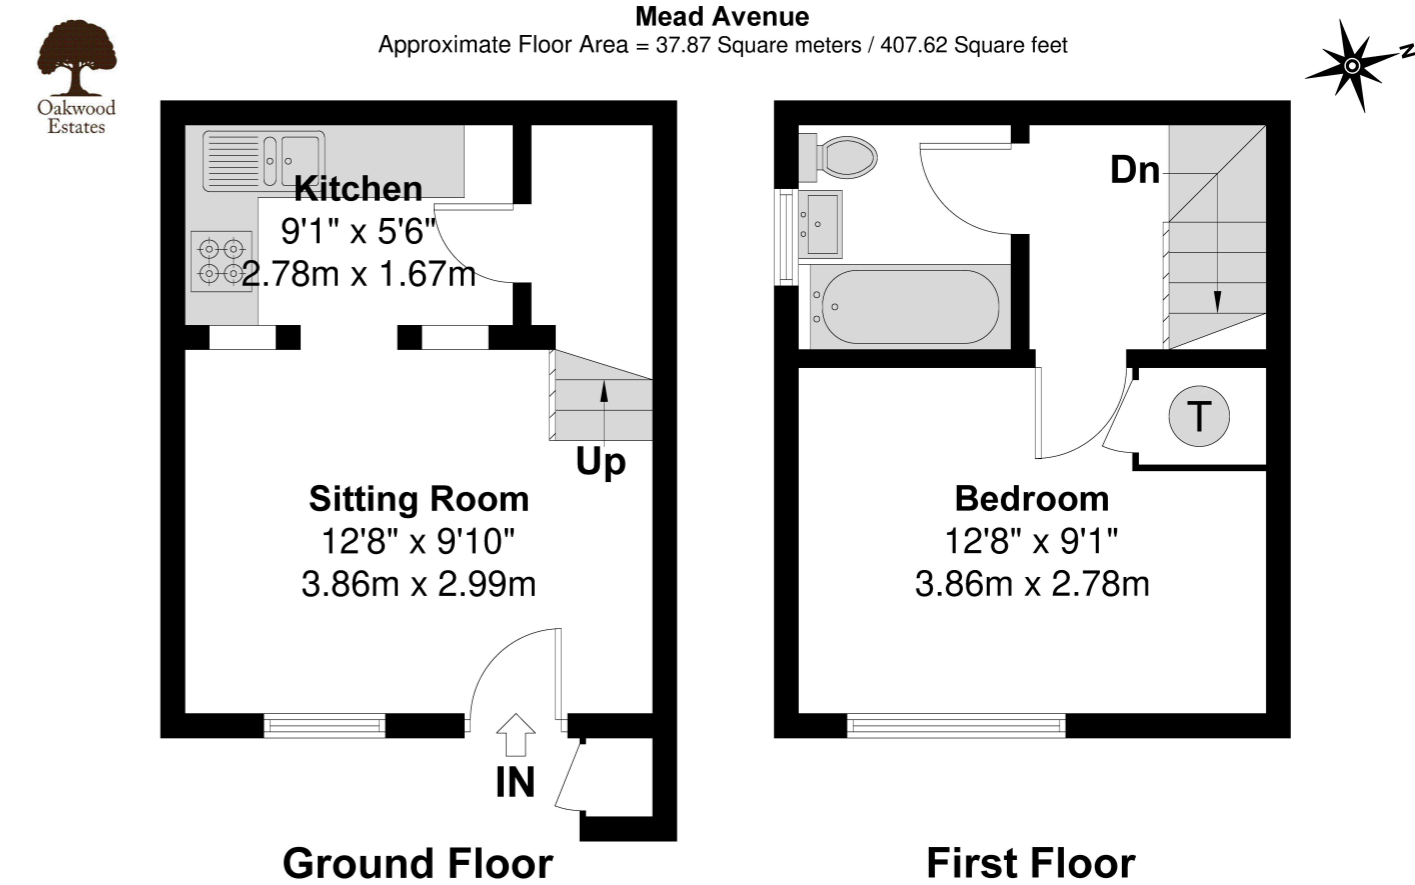 Mead Avenue
Approximate Floor Area = 37.87 Square meters / 407.62 Square feet
Oakwood
Estates
N
Kitchen
9'1" x 5'6"
2.78m x 1.67m
Up
Sitting Room
12'8" x 9'10"
3.86m x 2.99m
IN
Ground Floor
Dn
T
Bedroom
12'8" x 9'1"
3.86m x 2.78m
First Floor